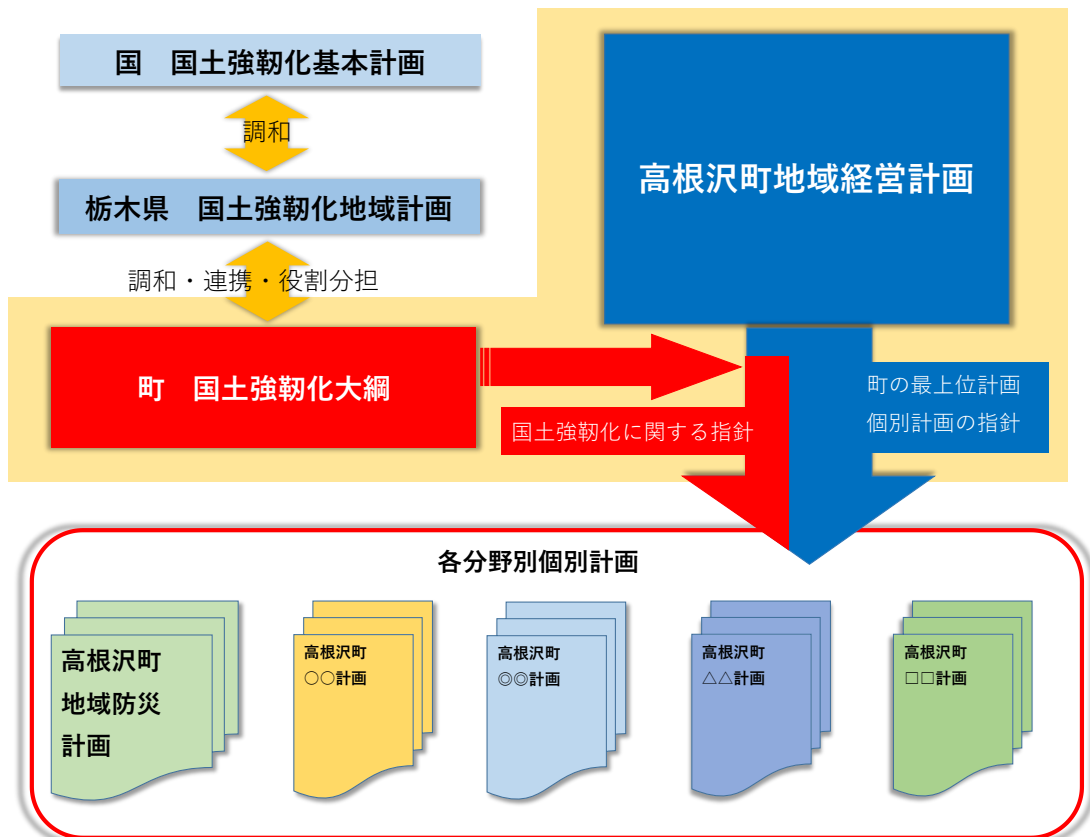 国　国土強靭化基本計画
調和
栃木県　国土強靭化地域計画
調和・連携・役割分担
町　国土強靭化大綱
高根沢町地域経営計画
国土強靭化に関する指針
町の最上位計画
個別計画の指針
各分野別個別計画
高根沢町
地域防災
計画
高根沢町
○○計画
高根沢町
◎◎計画
高根沢町
△△計画
高根沢町
□□計画